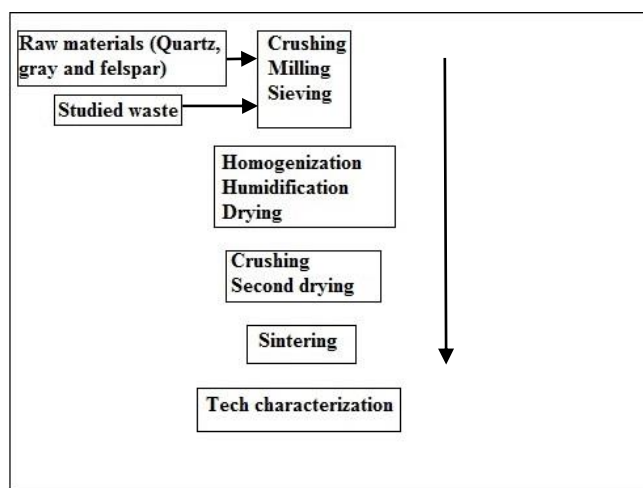 Raw materials (Quartz,
gray and felspar)
Studied waste
Crushing
Milling
Sieving
Homogenization
Humidification
Drying
Crushing
Second drying
Sintering
Tech characterization